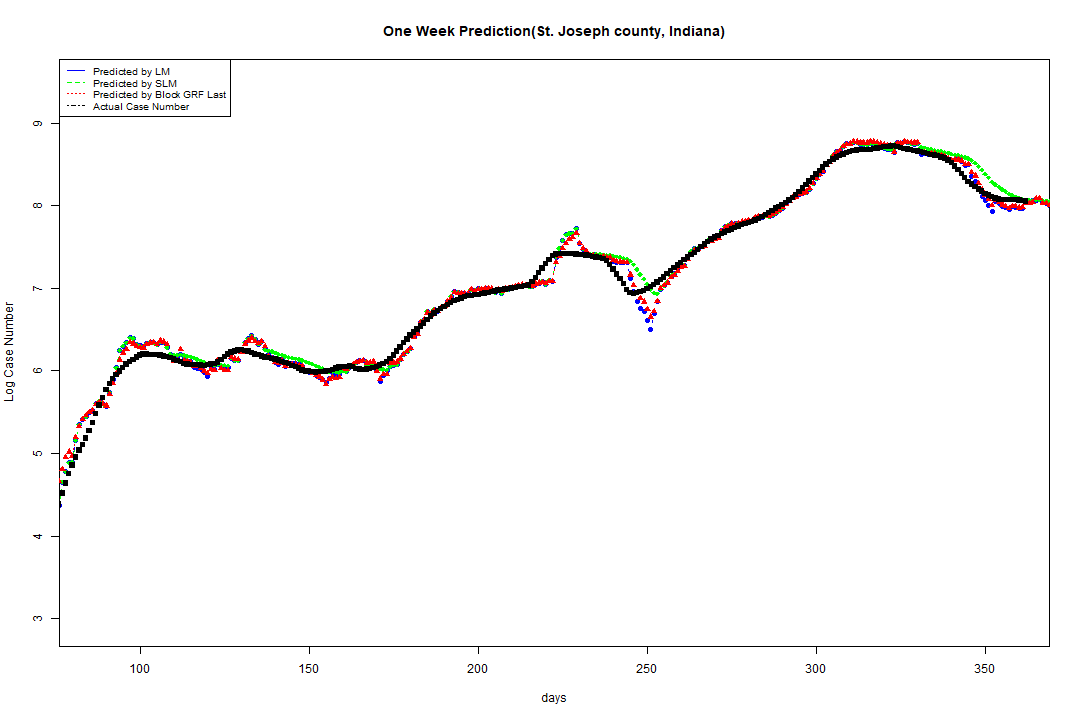 One Week Prediction(St. Joseph county, Indiana)
Predicted by LM
Predicted by SLM
Predicted by Block GRF Last
Actual Case Number
9
8
7
6
5
4
3
Log Case Number
100 150 200 250 300 350
days